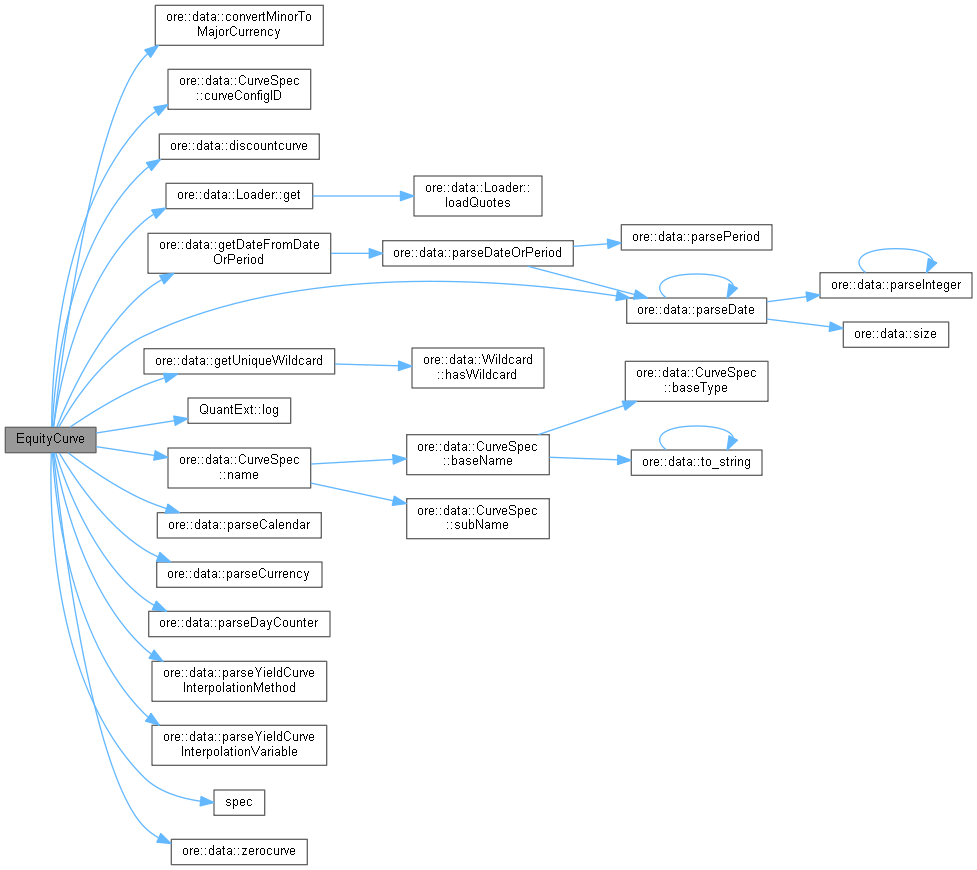 EquityCurve
ore::data::convertMinorTo
MajorCurrency
ore::data::CurveSpec
::curveConfigID
ore::data::discountcurve
ore::data::Loader::get
ore::data::Loader::
loadQuotes
ore::data::getDateFromDate
OrPeriod
ore::data::parseDateOrPeriod
ore::data::parsePeriod
ore::data::parseDate
ore::data::parseInteger
ore::data::size
ore::data::getUniqueWildcard
ore::data::Wildcard
::hasWildcard
QuantExt::log
ore::data::CurveSpec
::name
ore::data::CurveSpec
::baseName
ore::data::CurveSpec
::baseType
ore::data::to_string
ore::data::CurveSpec
::subName
ore::data::parseCalendar
ore::data::parseCurrency
ore::data::parseDayCounter
ore::data::parseYieldCurve
InterpolationMethod
ore::data::parseYieldCurve
InterpolationVariable
spec
ore::data::zerocurve